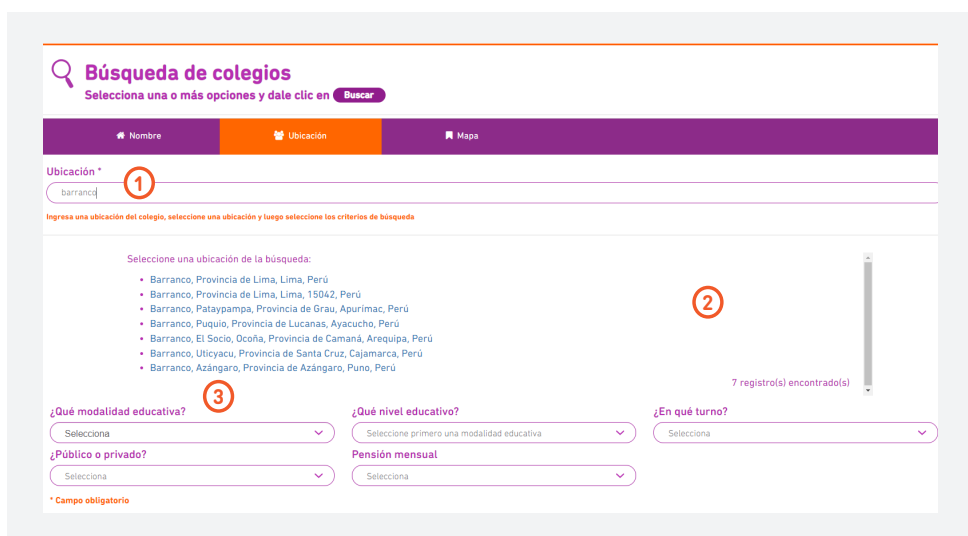 Búsqueda de colegios
Selecciona una o más opciones y dale clic en Buscar
Nombre
Ubicación
Mapa
Ubicación *
1
barranco
Ingresa una ubicación del colegio, seleccione una ubicación y luego seleccione los criterios de búsqueda
Seleccione una ubicación de la búsqueda:
• Barranco, Provincia de Lima, Lima, Perú
• Barranco, Provincia de Lima, Lima, 15042, Perú
• Barranco, Pataypampa, Provincia de Grau, Apurímac, Perú
• Barranco, Puquio, Provincia de Lucanas, Ayacucho, Perú
• Barranco, El Socio, Ocoña, Provincia de Camaná, Arequipa, Perú
• Barranco, Uticyacu, Provincia de Santa Cruz, Cajamarca, Perú
• Barranco, Azángaro, Provincia de Azángaro, Puno, Perú
2
7 registro(s) encontrado(s)
3
¿Qué modalidad educativa?
Selecciona
¿Qué nivel educativo?
Seleccione primero una modalidad educativa
¿En qué turno?
Selecciona
¿Público o privado?
Selecciona
Pensión mensual
Selecciona
* Campo obligatorio